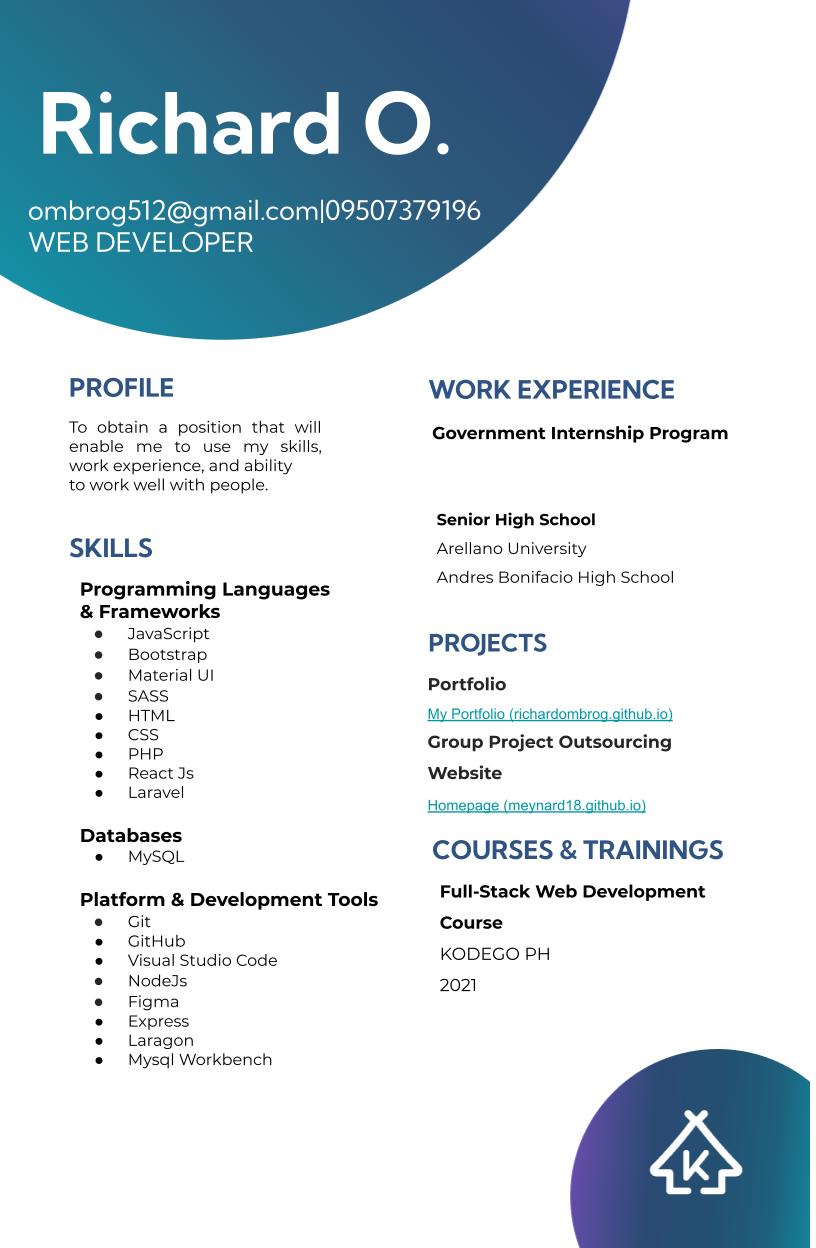 Richard O.
ombrog512@gmail.com|09507379196
WEB DEVELOPER
PROFILE
To obtain a position that will
enable me to use my skills,
work experience, and ability
to work well with people.
SKILLS
Programming Languages
& Frameworks
● JavaScript
● Bootstrap
● Material UI
● SASS
● HTML
● CSS
● PHP
● React Js
● Laravel
Databases
● MySQL
Platform & Development Tools
● Git
● GitHub
● Visual Studio Code
● NodeJs
● Figma
● Express
● Laragon
● Mysql Workbench
WORK EXPERIENCE
Government Internship Program
Senior High School
Arellano University
Andres Bonifacio High School
PROJECTS
Portfolio
My Portfolio (richardombrog.github.io)
Group Project Outsourcing
Website
Homepage (meynard18.github.io)
COURSES & TRAININGS
Full-Stack Web Development
Course
KODEGO PH
2021
K